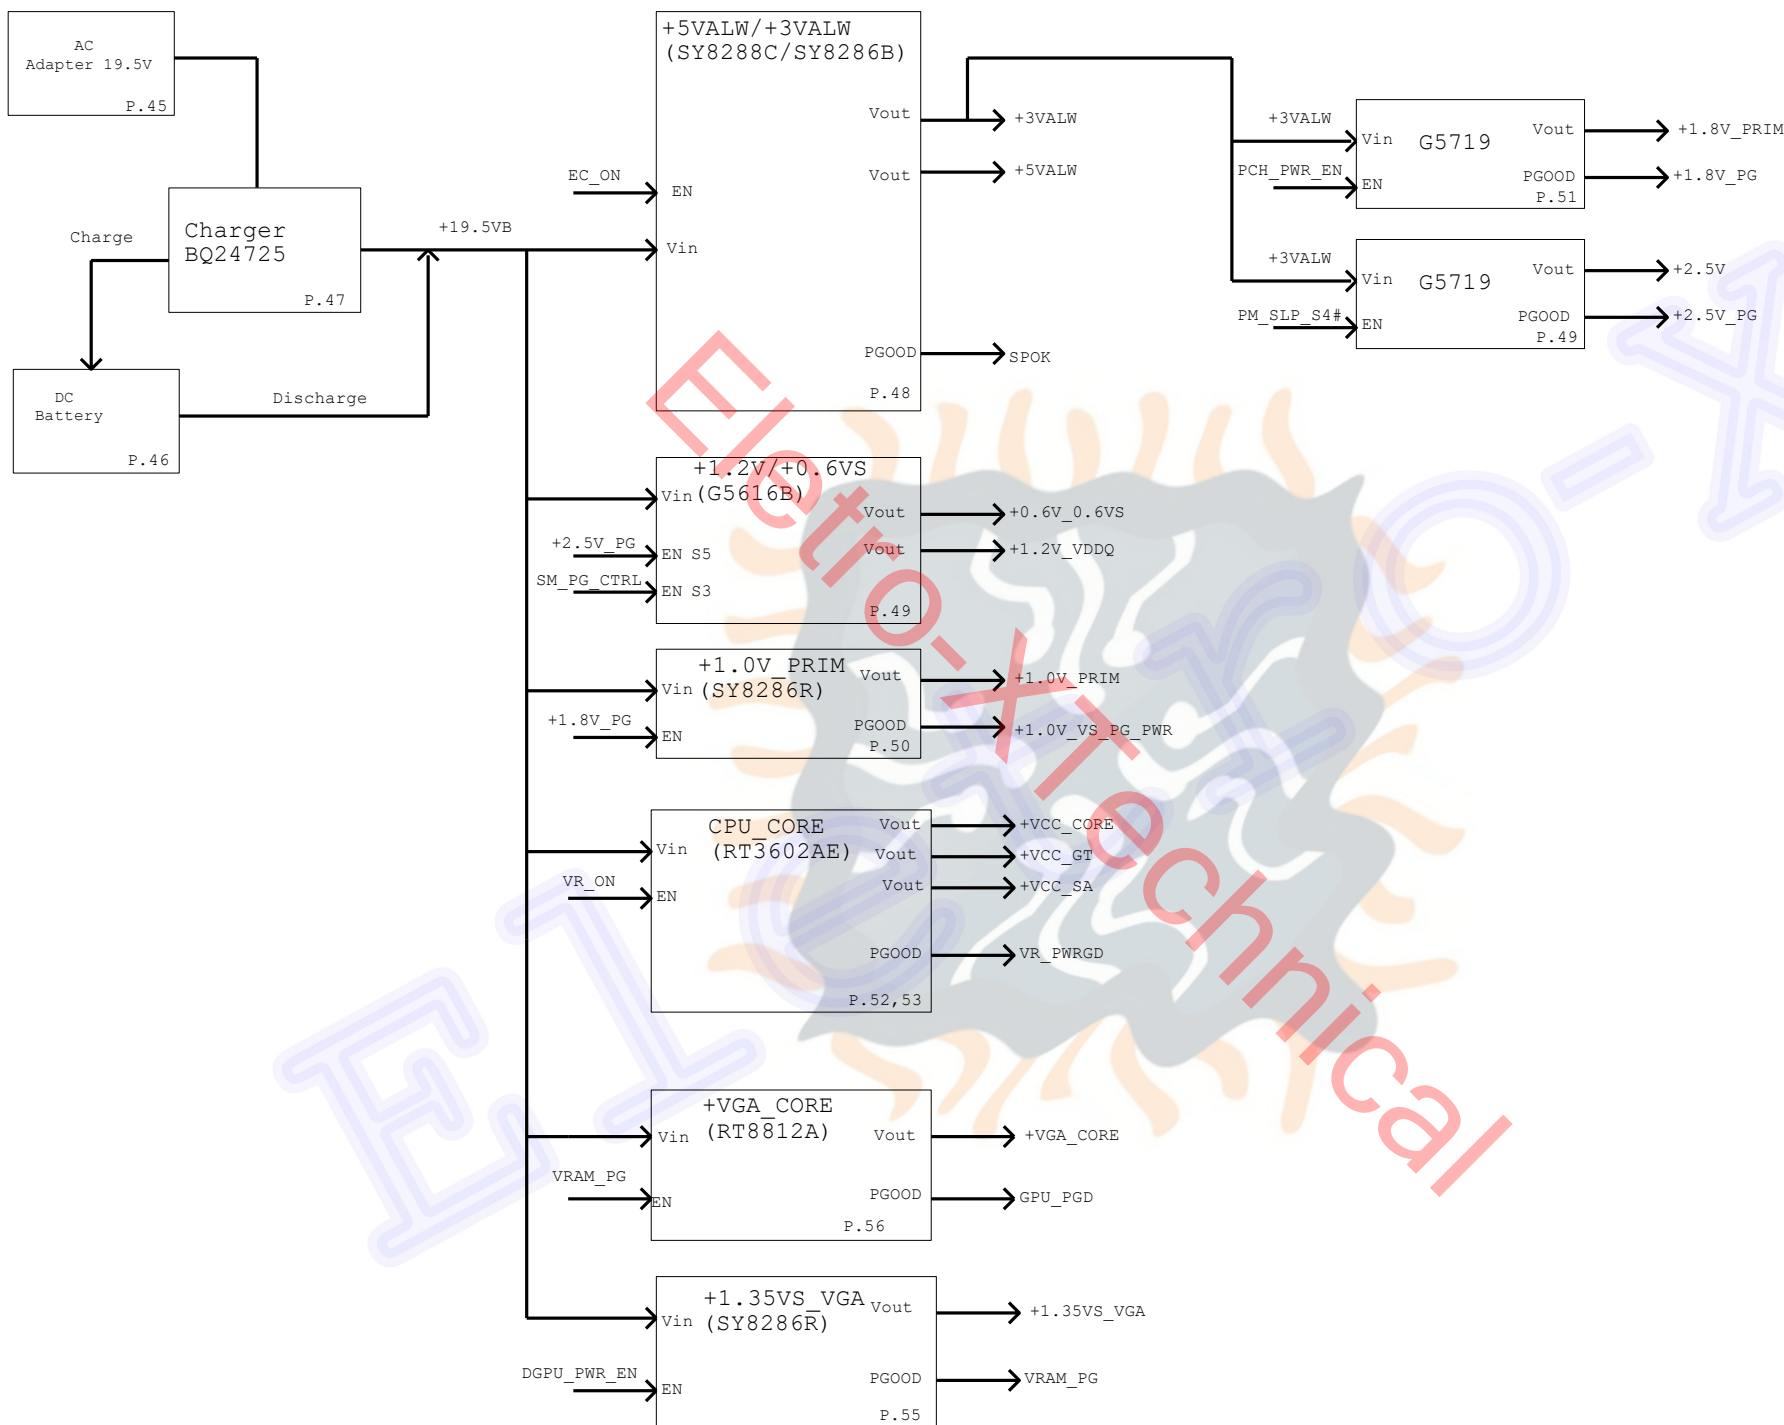 AC
Adapter 19.5V
P.45
Charger
BQ24725
P.47
Charge
DC
Battery
P.46
Discharge
+19.5VB
+5VALW/+3VALW
(SY8288C/SY8286B)
Vout
+3VALW
Vout
+5VALW
EC_ON
EN
Vin
PGOOD
SPOK
P.48
+3VALW
Vin
G5719
Vout
+1.8V_PRIM
PCH_PWR_EN
EN
PGOOD
+1.8V_PG
P.51
+3VALW
Vin
G5719
Vout
+2.5V
PM_SLP_S4#
EN
PGOOD
+2.5V_PG
P.49
+1.2V/+0.6VS
Vin
(G5616B)
Vout
+0.6V_0.6VS
+2.5V_PG
EN S5
Vout
+1.2V_VDDQ
SM_PG_CTRL
EN S3
P.49
+1.0V_PRIM
Vin
(SY8286R)
Vout
+1.0V_PRIM
+1.8V_PG
EN
PGOOD
+1.0V_VS_PG_PWR
P.50
CPU_CORE
(RT3602AE)
Vin
Vout
+VCC_CORE
Vout
+VCC_GT
Vout
+VCC_SA
VR_ON
EN
PGOOD
VR_PWRGD
P.52,53
+VGA_CORE
(RT8812A)
Vin
Vout
+VGA_CORE
VRAM_PG
EN
PGOOD
GPU_PGD
P.56
+1.35VS_VGA
(SY8286R)
Vin
Vout
+1.35VS_VGA
DGPU_PWR_EN
EN
PGOOD
VRAM_PG
P.55
Eletro-XTechnical
Eletro-X